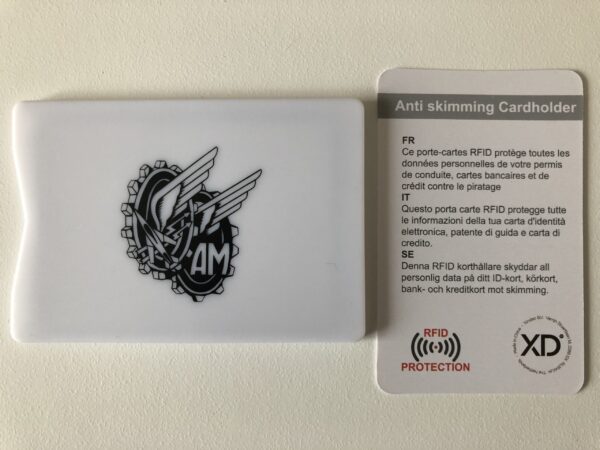 AM
Anti skimming Cardholder
FR
Ce porte-cartes RFID protège toutes les
données personnelles de votre permis
de conduite, cartes bancaires et de
crédit contre le piratage
IT
Questo porta carte RFID protegge tutte
le informazioni della tua carta d'identità
elettronica, patente di guida e carta di
credito.
SE
Denna RFID korthållare skyddar all
personlig data på ditt ID-kort, körkort,
bank- och kreditkort mot skimming.
RFID
PROTECTION
XD